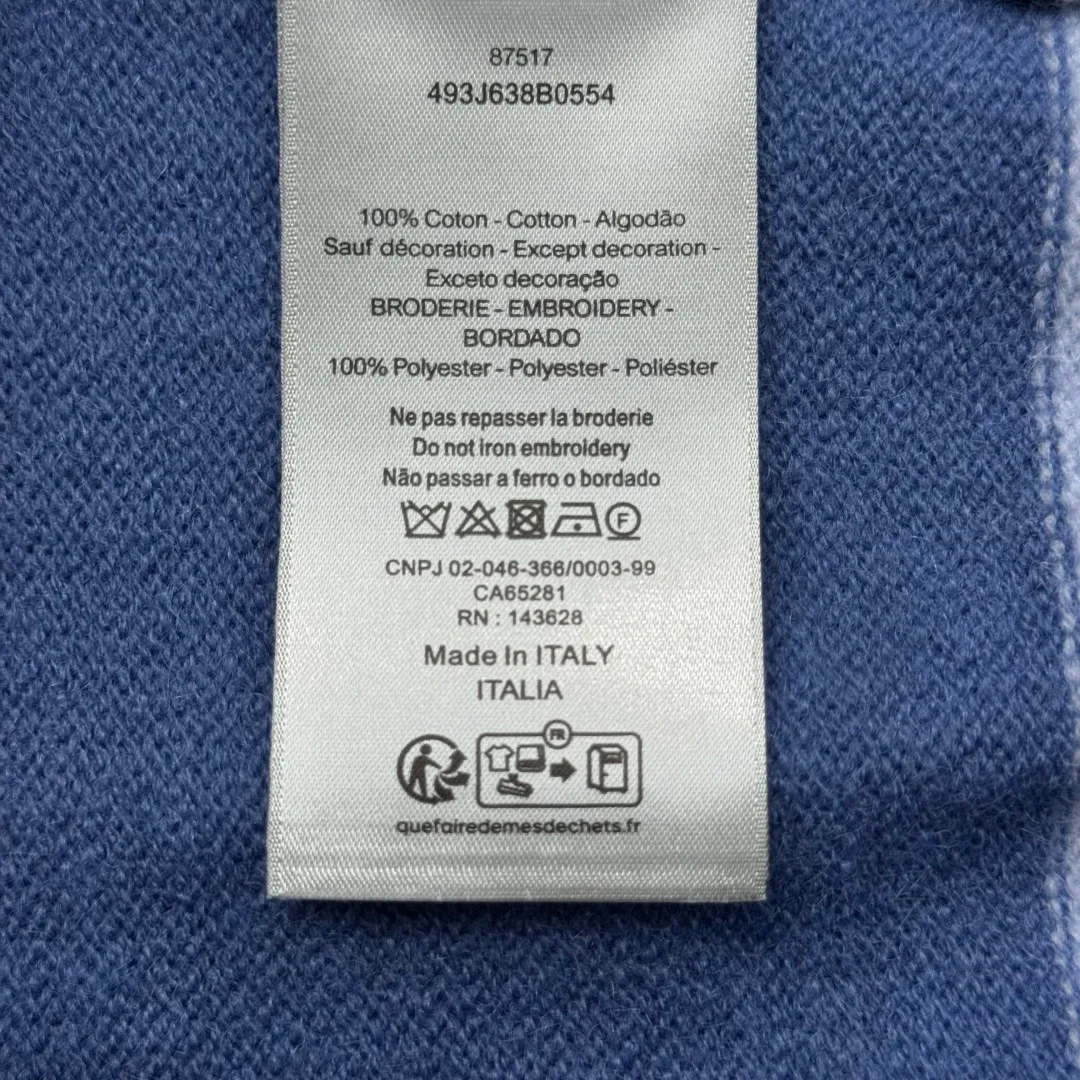 87517
493J638B0554
100% Coton - Cotton - Algodão
Sauf décoration - Except decoration -
Exceto decoração
BRODERIE - EMBROIDERY -
BORDADO
100% Polyester - Polyester - Poliéster
Ne pas repasser la broderie
Do not iron embroidery
Não passar a ferro o bordado
F
CNPJ 02-046-366/0003-99
CA65281
RN : 143628
Made In ITALY
ITALIA
FR
quefairedemesdechets.fr